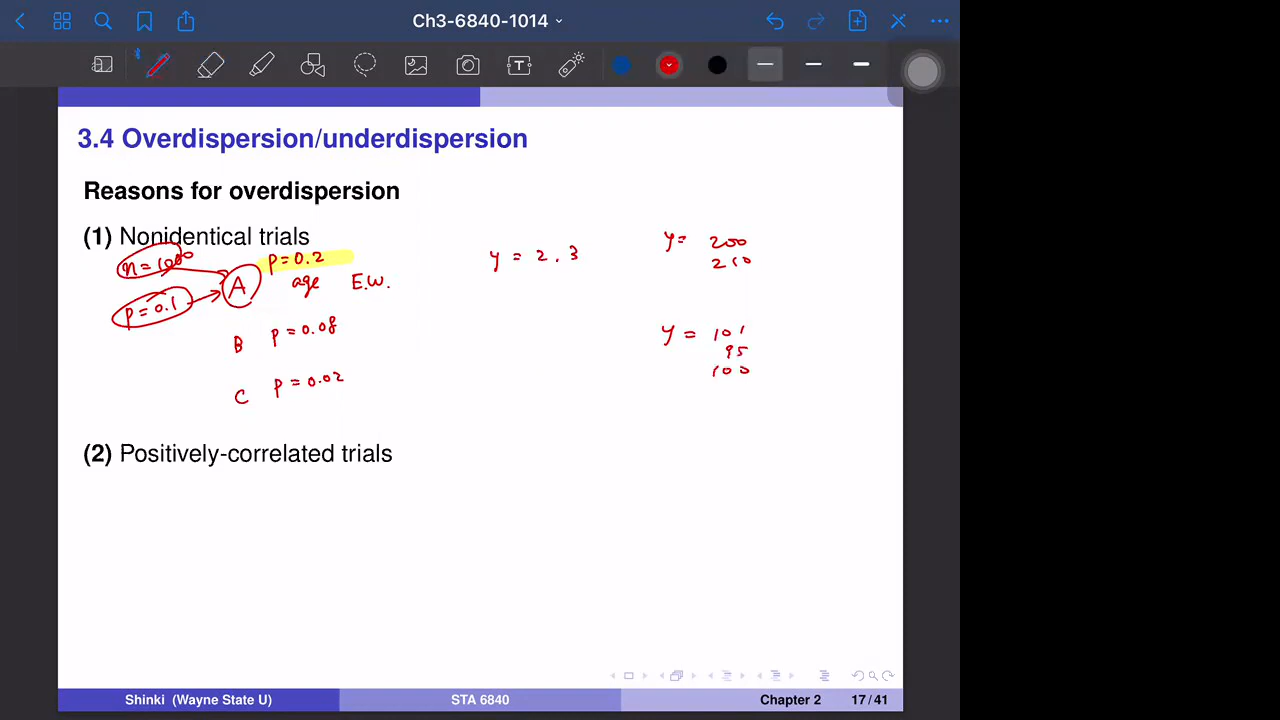 Ch3-6840-1014
3.4 Overdispersion/underdispersion
Reasons for overdispersion
(1) Nonidentical trials
n=1000
p=0.2
p=0.1
A
age E.W.
B p=0.08
C p=0.02
y = 2.3
y= 200
210
y = 101
95
100
(2) Positively-correlated trials
Shinki (Wayne State U)
STA 6840
Chapter 2
17/41